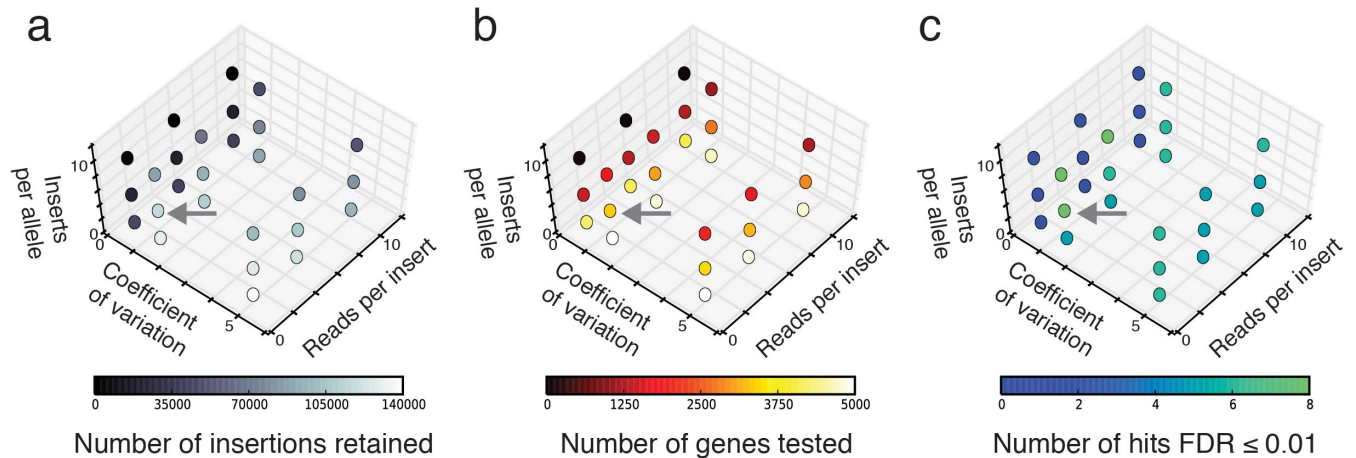 a
10
0
Inserts
per allele
Coefficient
of variation
5
0
10
Reads per insert
0 35000 70000 105000 140000
Number of insertions retained
b
10
0
Inserts
per allele
Coefficient
of variation
5
0
10
Reads per insert
0 1250 2500 3750 5000
Number of genes tested
c
10
0
Inserts
per allele
Coefficient
of variation
5
0
10
Reads per insert
0 2 4 6 8
Number of hits FDR ≤ 0.01